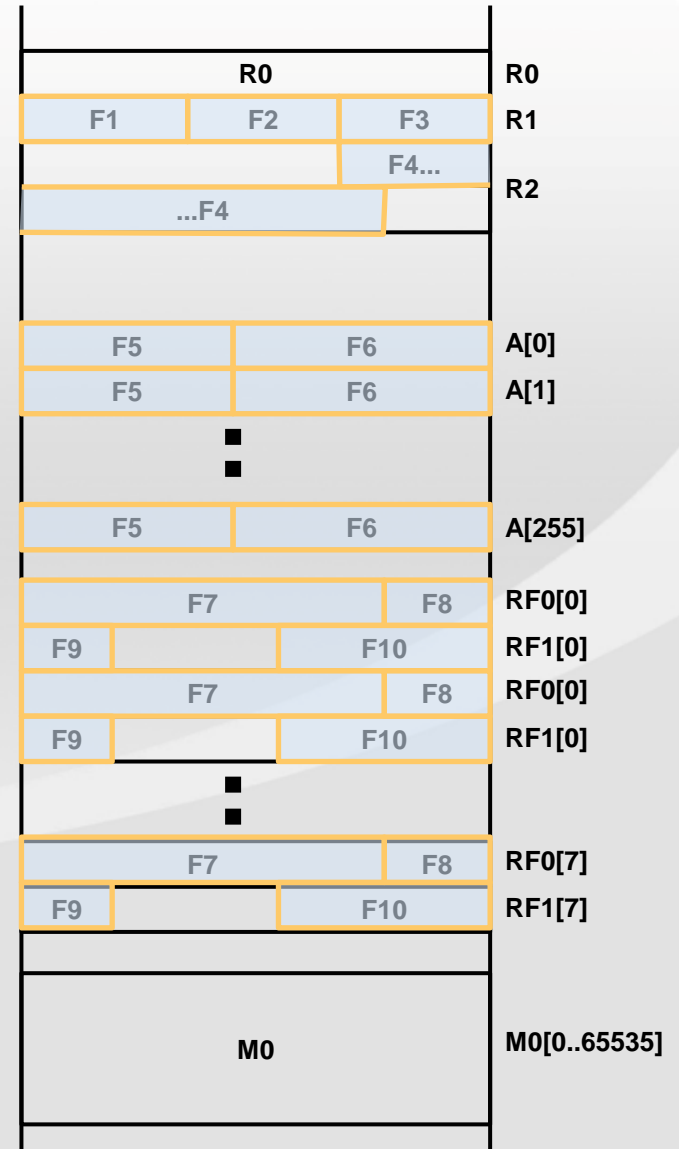 R0 R0
F1 F2 F3 R1
F4...
R2
...F4
F5 F6 A[0]
F5 F6 A[1]
F5 F6 A[255]
F7 F8 RF0[0]
F9 F10 RF1[0]
F7 F8 RF0[0]
F9 F10 RF1[0]
F7 F8 RF0[7]
F9 F10 RF1[7]
M0 M0[0..65535]